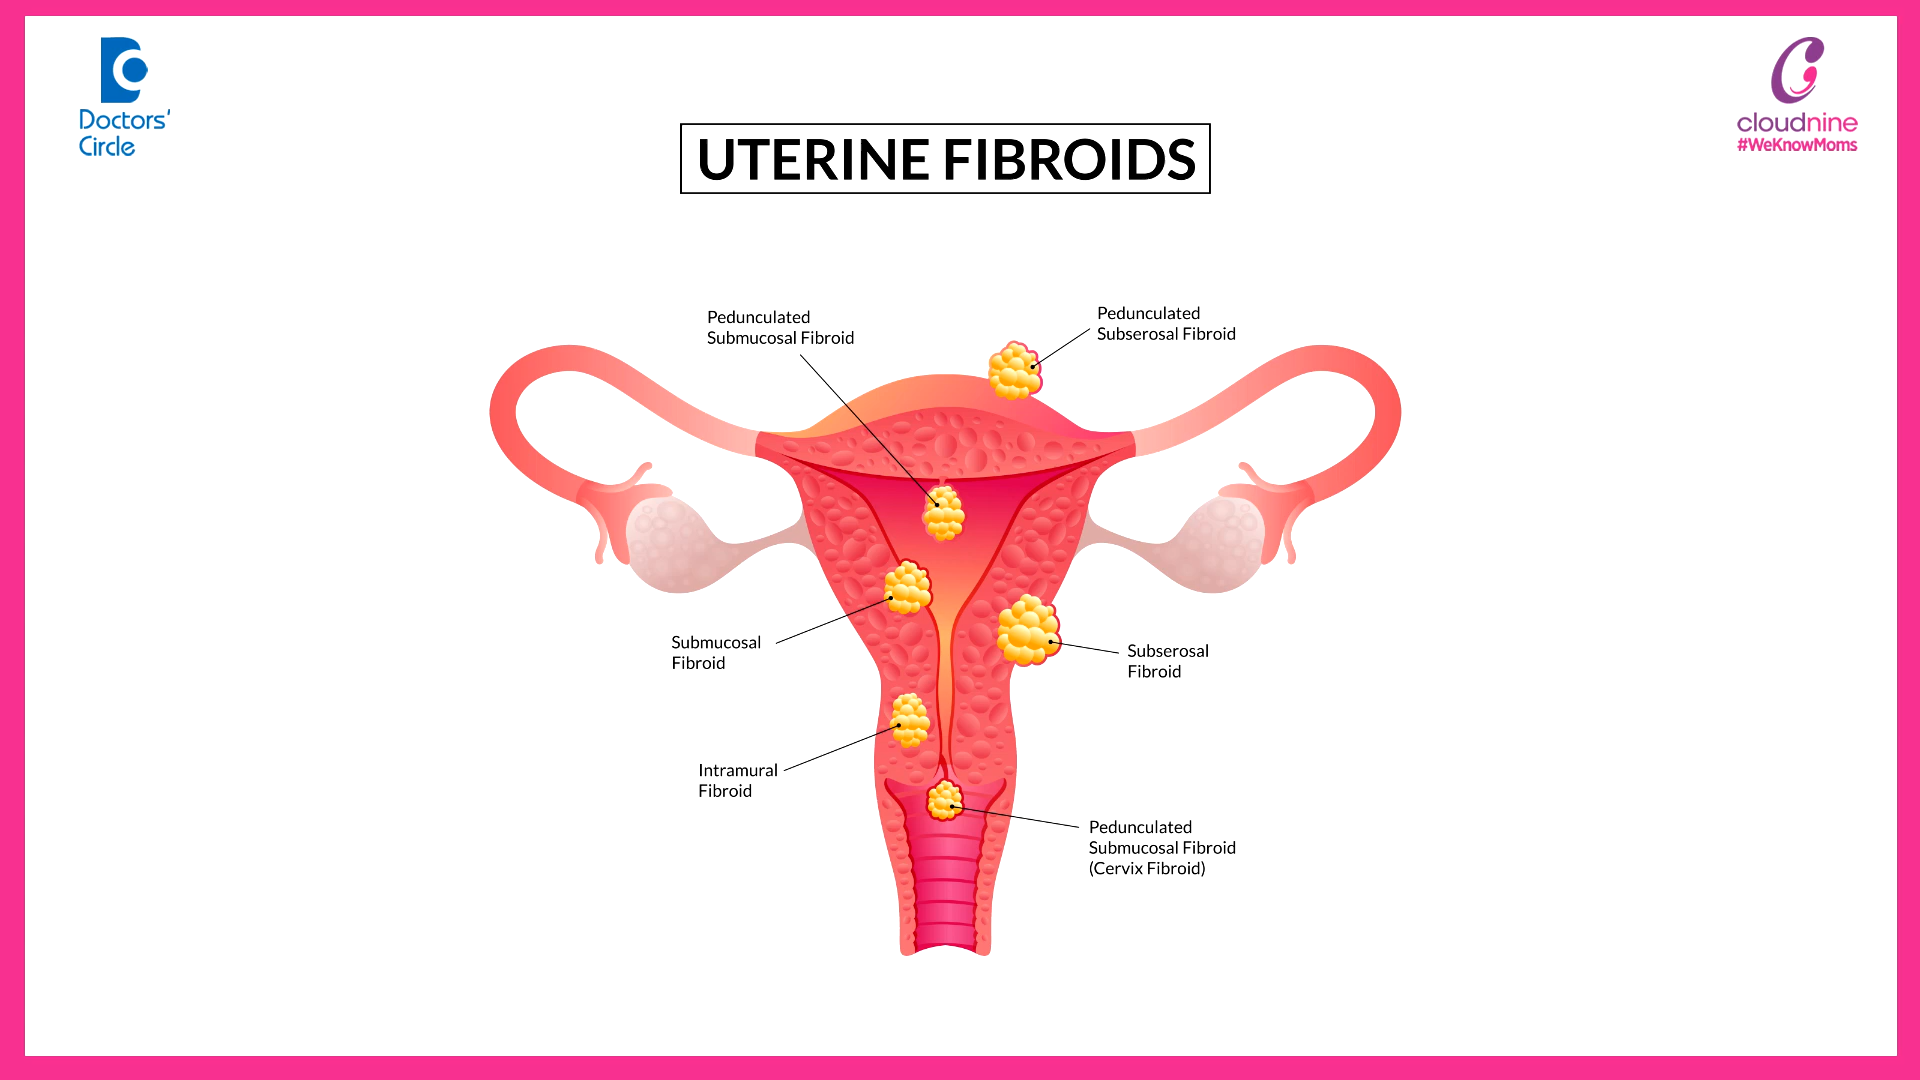 Doctors'
Circle
cloudnine
#WeKnowMoms
UTERINE FIBROIDS
Pedunculated
Submucosal Fibroid
Pedunculated
Subserosal Fibroid
Submucosal
Fibroid
Subserosal
Fibroid
Intramural
Fibroid
Pedunculated
Submucosal Fibroid
(Cervix Fibroid)